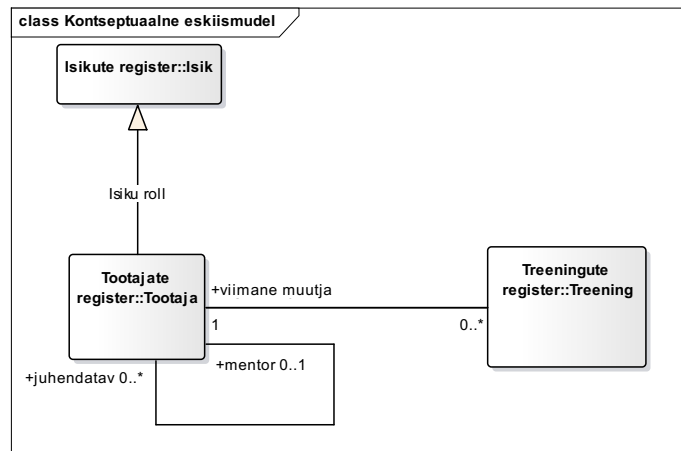 class Kontseptuaalne eskiismudel
Isikute register::Isik
Isiku roll
Tootajate
register::Tootaja
+viimane muutja
1
0..*
Treeningute
register::Treening
+mentor 0..1
+juhendatav 0..*